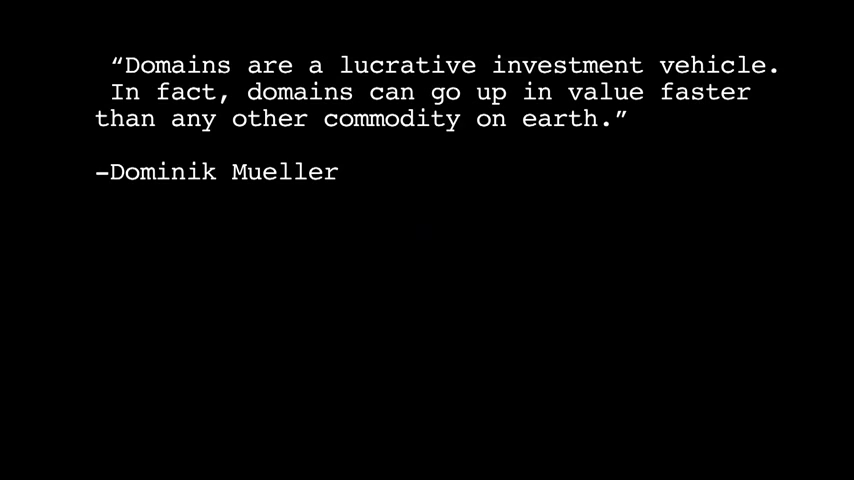 “Domains are a lucrative investment vehicle.
In fact, domains can go up in value faster
than any other commodity on earth.”
–Dominik Mueller